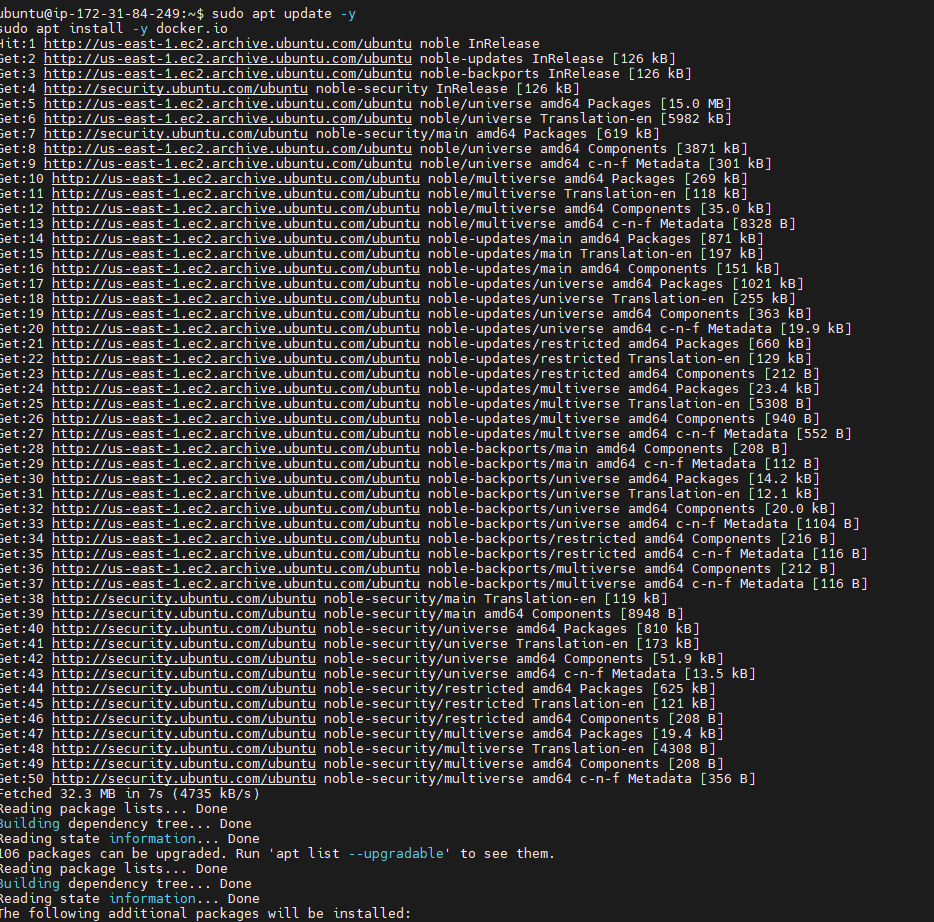 ubuntu@ip-172-31-84-249:~$ sudo apt update -y
sudo apt install -y docker.io
Hit:1 http://us-east-1.ec2.archive.ubuntu.com/ubuntu noble InRelease
Get:2 http://us-east-1.ec2.archive.ubuntu.com/ubuntu noble-updates InRelease [126 kB]
Get:3 http://us-east-1.ec2.archive.ubuntu.com/ubuntu noble-backports InRelease [126 kB]
Get:4 http://security.ubuntu.com/ubuntu noble-security InRelease [126 kB]
Get:5 http://us-east-1.ec2.archive.ubuntu.com/ubuntu noble/universe amd64 Packages [15.0 MB]
Get:6 http://us-east-1.ec2.archive.ubuntu.com/ubuntu noble/universe Translation-en [5982 kB]
Get:7 http://security.ubuntu.com/ubuntu noble-security/main amd64 Packages [619 kB]
Get:8 http://us-east-1.ec2.archive.ubuntu.com/ubuntu noble/universe amd64 Components [3871 kB]
Get:9 http://us-east-1.ec2.archive.ubuntu.com/ubuntu noble/universe amd64 c-n-f Metadata [301 kB]
Get:10 http://us-east-1.ec2.archive.ubuntu.com/ubuntu noble/multiverse amd64 Packages [269 kB]
Get:11 http://us-east-1.ec2.archive.ubuntu.com/ubuntu noble/multiverse Translation-en [118 kB]
Get:12 http://us-east-1.ec2.archive.ubuntu.com/ubuntu noble/multiverse amd64 Components [35.0 kB]
Get:13 http://us-east-1.ec2.archive.ubuntu.com/ubuntu noble/multiverse amd64 c-n-f Metadata [8328 B]
Get:14 http://us-east-1.ec2.archive.ubuntu.com/ubuntu noble-updates/main amd64 Packages [871 kB]
Get:15 http://us-east-1.ec2.archive.ubuntu.com/ubuntu noble-updates/main Translation-en [197 kB]
Get:16 http://us-east-1.ec2.archive.ubuntu.com/ubuntu noble-updates/main amd64 Components [151 kB]
Get:17 http://us-east-1.ec2.archive.ubuntu.com/ubuntu noble-updates/universe amd64 Packages [1021 kB]
Get:18 http://us-east-1.ec2.archive.ubuntu.com/ubuntu noble-updates/universe Translation-en [255 kB]
Get:19 http://us-east-1.ec2.archive.ubuntu.com/ubuntu noble-updates/universe amd64 Components [363 kB]
Get:20 http://us-east-1.ec2.archive.ubuntu.com/ubuntu noble-updates/universe amd64 c-n-f Metadata [19.9 kB]
Get:21 http://us-east-1.ec2.archive.ubuntu.com/ubuntu noble-updates/restricted amd64 Packages [660 kB]
Get:22 http://us-east-1.ec2.archive.ubuntu.com/ubuntu noble-updates/restricted Translation-en [129 kB]
Get:23 http://us-east-1.ec2.archive.ubuntu.com/ubuntu noble-updates/restricted amd64 Components [212 B]
Get:24 http://us-east-1.ec2.archive.ubuntu.com/ubuntu noble-updates/multiverse amd64 Packages [23.4 kB]
Get:25 http://us-east-1.ec2.archive.ubuntu.com/ubuntu noble-updates/multiverse Translation-en [5308 B]
Get:26 http://us-east-1.ec2.archive.ubuntu.com/ubuntu noble-updates/multiverse amd64 Components [940 B]
Get:27 http://us-east-1.ec2.archive.ubuntu.com/ubuntu noble-updates/multiverse amd64 c-n-f Metadata [552 B]
Get:28 http://us-east-1.ec2.archive.ubuntu.com/ubuntu noble-backports/main amd64 Components [208 B]
Get:29 http://us-east-1.ec2.archive.ubuntu.com/ubuntu noble-backports/main amd64 c-n-f Metadata [112 B]
Get:30 http://us-east-1.ec2.archive.ubuntu.com/ubuntu noble-backports/universe amd64 Packages [14.2 kB]
Get:31 http://us-east-1.ec2.archive.ubuntu.com/ubuntu noble-backports/universe Translation-en [12.1 kB]
Get:32 http://us-east-1.ec2.archive.ubuntu.com/ubuntu noble-backports/universe amd64 Components [20.0 kB]
Get:33 http://us-east-1.ec2.archive.ubuntu.com/ubuntu noble-backports/universe amd64 c-n-f Metadata [1104 B]
Get:34 http://us-east-1.ec2.archive.ubuntu.com/ubuntu noble-backports/restricted amd64 Components [216 B]
Get:35 http://us-east-1.ec2.archive.ubuntu.com/ubuntu noble-backports/restricted amd64 c-n-f Metadata [116 B]
Get:36 http://us-east-1.ec2.archive.ubuntu.com/ubuntu noble-backports/multiverse amd64 Components [212 B]
Get:37 http://us-east-1.ec2.archive.ubuntu.com/ubuntu noble-backports/multiverse amd64 c-n-f Metadata [116 B]
Get:38 http://security.ubuntu.com/ubuntu noble-security/main Translation-en [119 kB]
Get:39 http://security.ubuntu.com/ubuntu noble-security/main amd64 Components [8948 B]
Get:40 http://security.ubuntu.com/ubuntu noble-security/universe amd64 Packages [810 kB]
Get:41 http://security.ubuntu.com/ubuntu noble-security/universe Translation-en [173 kB]
Get:42 http://security.ubuntu.com/ubuntu noble-security/universe amd64 Components [51.9 kB]
Get:43 http://security.ubuntu.com/ubuntu noble-security/universe amd64 c-n-f Metadata [13.5 kB]
Get:44 http://security.ubuntu.com/ubuntu noble-security/restricted amd64 Packages [625 kB]
Get:45 http://security.ubuntu.com/ubuntu noble-security/restricted Translation-en [121 kB]
Get:46 http://security.ubuntu.com/ubuntu noble-security/restricted amd64 Components [208 B]
Get:47 http://security.ubuntu.com/ubuntu noble-security/multiverse amd64 Packages [19.4 kB]
Get:48 http://security.ubuntu.com/ubuntu noble-security/multiverse Translation-en [4308 B]
Get:49 http://security.ubuntu.com/ubuntu noble-security/multiverse amd64 Components [208 B]
Get:50 http://security.ubuntu.com/ubuntu noble-security/multiverse amd64 c-n-f Metadata [356 B]
Fetched 32.3 MB in 7s (4735 kB/s)
Reading package lists... Done
Building dependency tree... Done
Reading state information... Done
106 packages can be upgraded. Run 'apt list --upgradable' to see them.
Reading package lists... Done
Building dependency tree... Done
Reading state information... Done
The following additional packages will be installed: